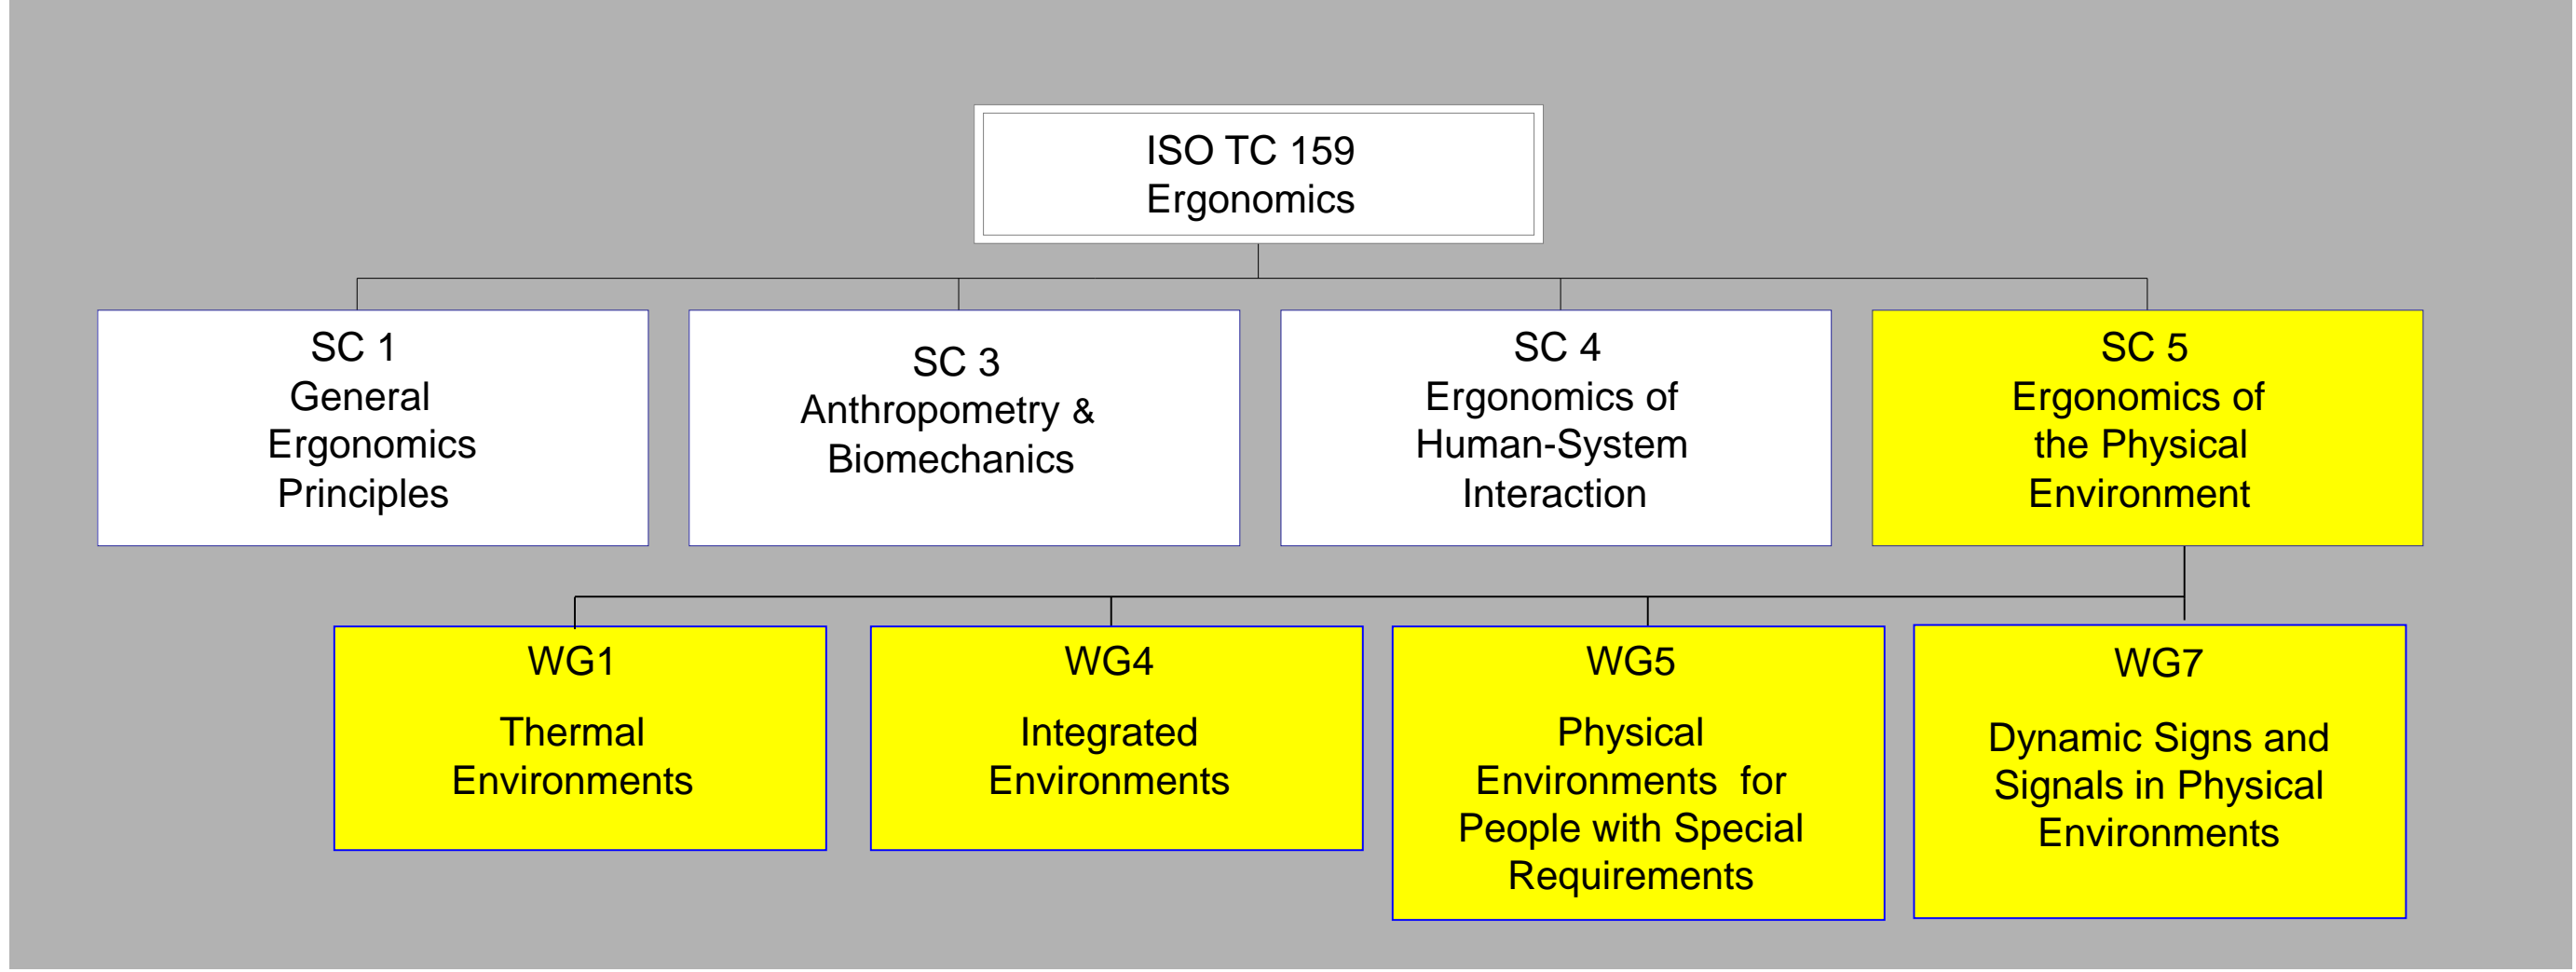 ISO TC 159
Ergonomics
SC 1
General
Ergonomics
Principles
SC 3
Anthropometry &
Biomechanics
SC 4
Ergonomics of
Human-System
Interaction
SC 5
Ergonomics of
the Physical
Environment
WG1
Thermal
Environments
WG4
Integrated
Environments
WG5
Physical
Environments for
People with Special
Requirements
WG7
Dynamic Signs and
Signals in Physical
Environments